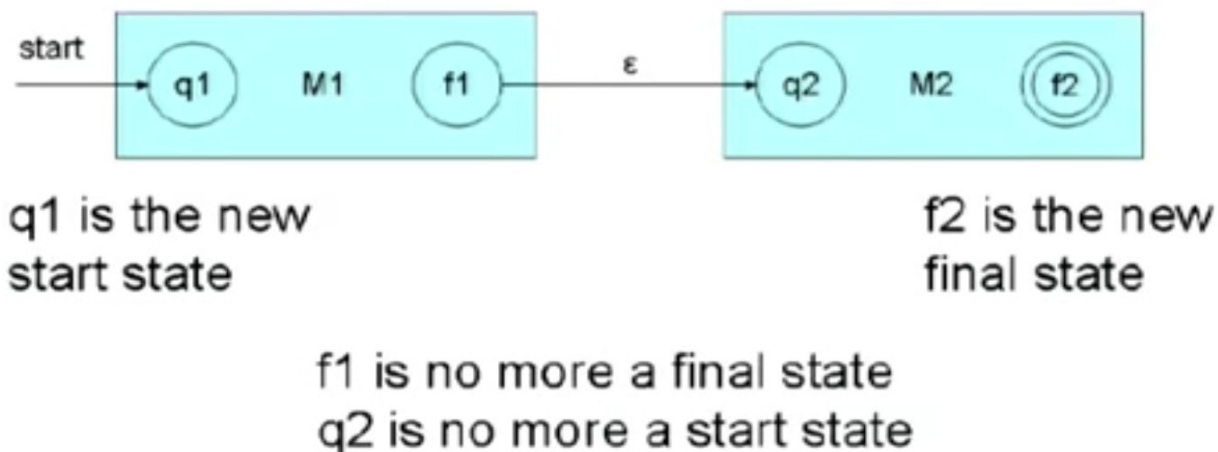 start
q1 M1 f1 ε q2 M2 f2
q1 is the new
start state
f2 is the new
final state
f1 is no more a final state
q2 is no more a start state